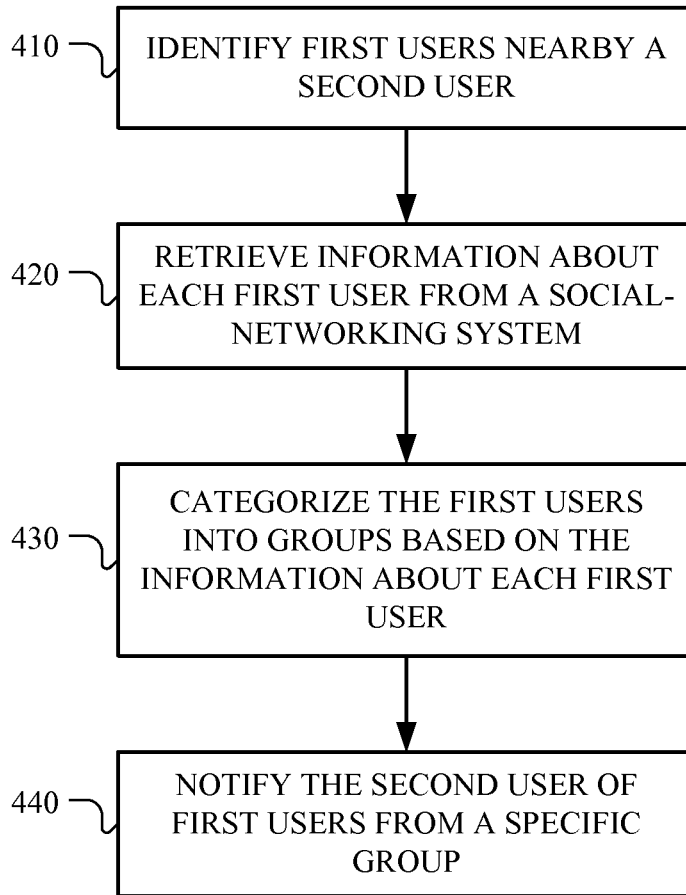 410
IDENTIFY FIRST USERS NEARBY A
SECOND USER
420
RETRIEVE INFORMATION ABOUT
EACH FIRST USER FROM A SOCIAL-
NETWORKING SYSTEM
430
CATEGORIZE THE FIRST USERS
INTO GROUPS BASED ON THE
INFORMATION ABOUT EACH FIRST
USER
440
NOTIFY THE SECOND USER OF
FIRST USERS FROM A SPECIFIC
GROUP